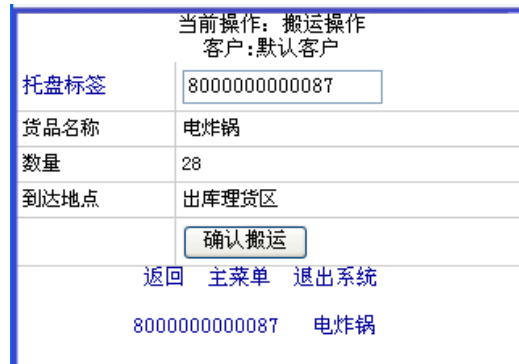 当前操作: 搬运操作
客户:默认客户
托盘标签 8000000000087
货品名称 电炸锅
数量 28
到达地点 出库理货区
确认搬运
返回 主菜单 退出系统
8000000000087 电炸锅